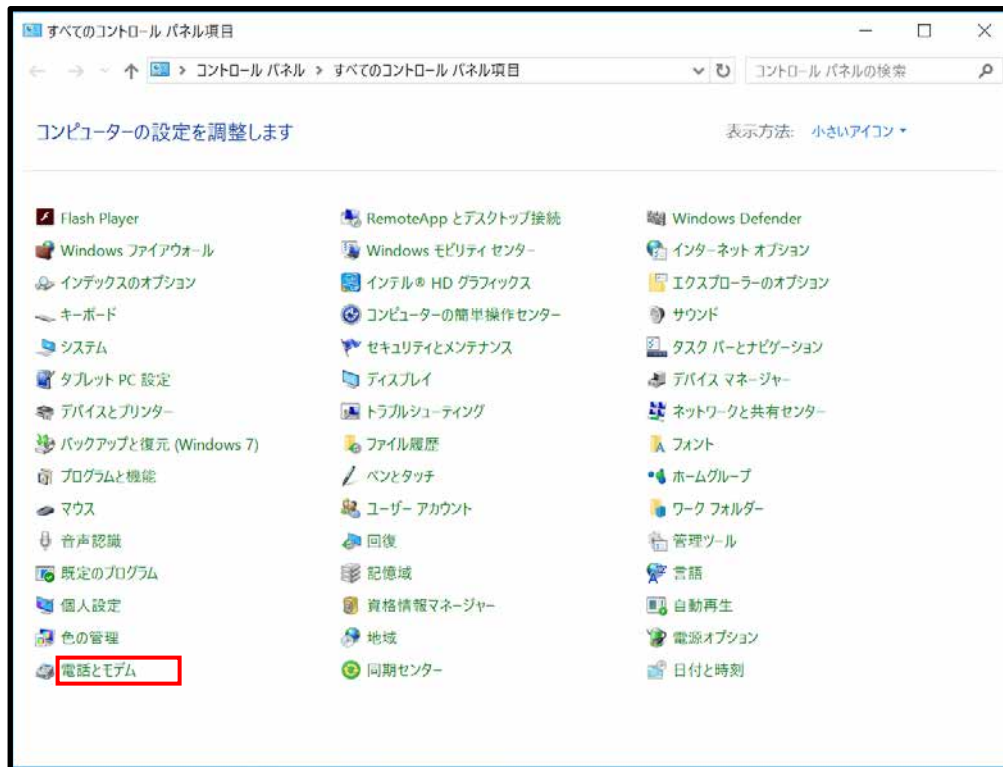 すべてのコントロール パネル項目
コントロール パネル > すべてのコントロール パネル項目 コントロール パネルの検索
コンピューターの設定を調整します 表示方法: 小さいアイコン
Flash Player RemoteApp とデスクトップ接続 Windows Defender
Windows ファイアウォール Windows モビリティ センター インターネット オプション
インデックスのオプション インテル® HD グラフィックス エクスプローラーのオプション
キーボード コンピューターの簡単操作センター サウンド
システム セキュリティとメンテナンス タスク バーとナビゲーション
タブレット PC 設定 ディスプレイ デバイス マネージャー
デバイスとプリンター トラブルシューティング ネットワークと共有センター
バックアップと復元 (Windows 7) ファイル履歴 フォント
プログラムと機能 ペンとタッチ ホームグループ
マウス ユーザー アカウント ワーク フォルダー
音声認識 回復 管理ツール
既定のプログラム 記憶域 言語
個人設定 資格情報マネージャー 自動再生
色の管理 地域 電源オプション
電話とモデム 同期センター 日付と時刻